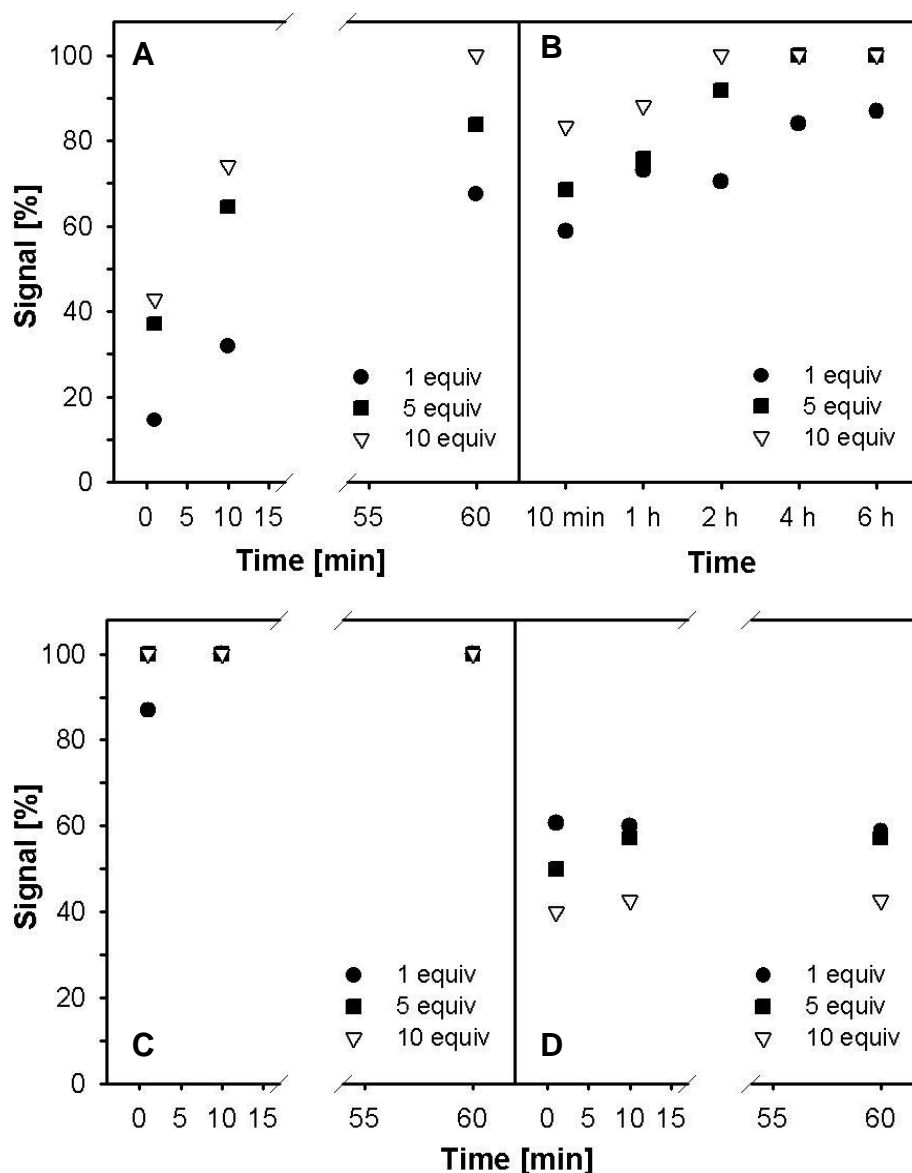 A B
Signal [%]
100
80
60
40
20
0
1 equiv
5 equiv
10 equiv
1 equiv
5 equiv
10 equiv
0 5 10 15 55 60 10 min 1 h 2 h 4 h 6 h
Time [min] Time
Signal [%]
100
80
60
40
20
0
1 equiv
5 equiv
10 equiv
1 equiv
5 equiv
10 equiv
C D
0 5 10 15 55 60 0 5 10 15 55 60
Time [min]